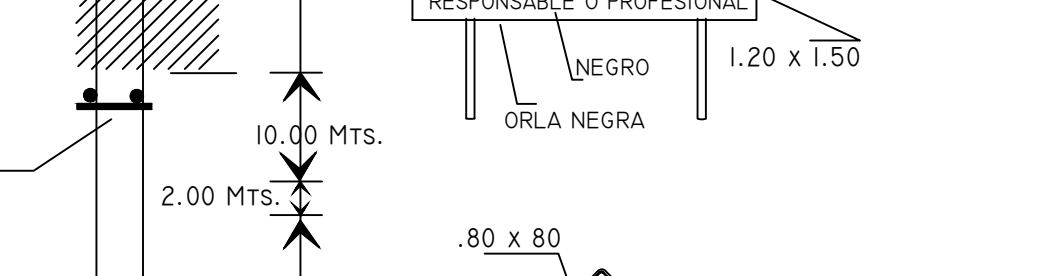 RESPONSABLE O PROFESIONAL
NEGRO
1.20 x 1.50
ORLA NEGRA
10.00 MTS.
2.00 MTS.
.80 x 80